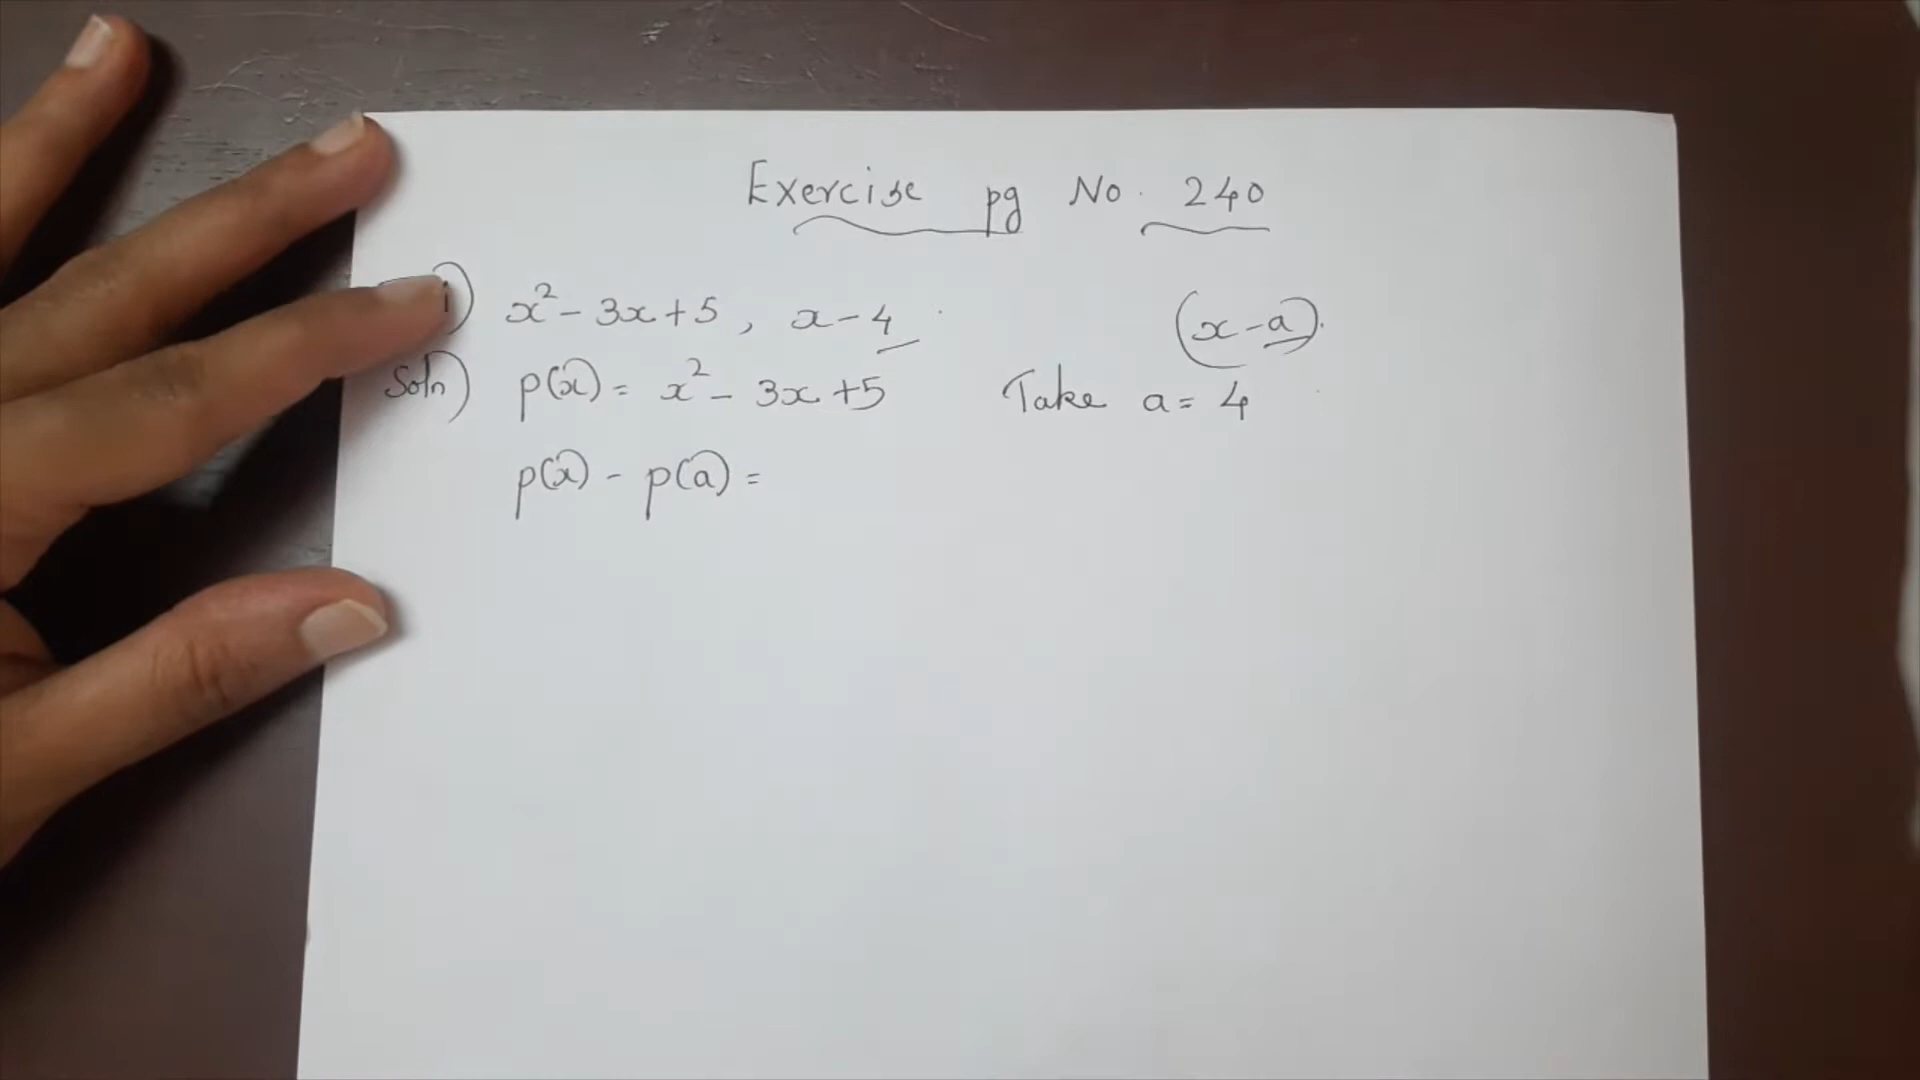 Exercise pg No. 240
i) x² - 3x + 5, x - 4 (x - a).
Soln) p(x) = x² - 3x + 5 Take a = 4
p(x) - p(a) =